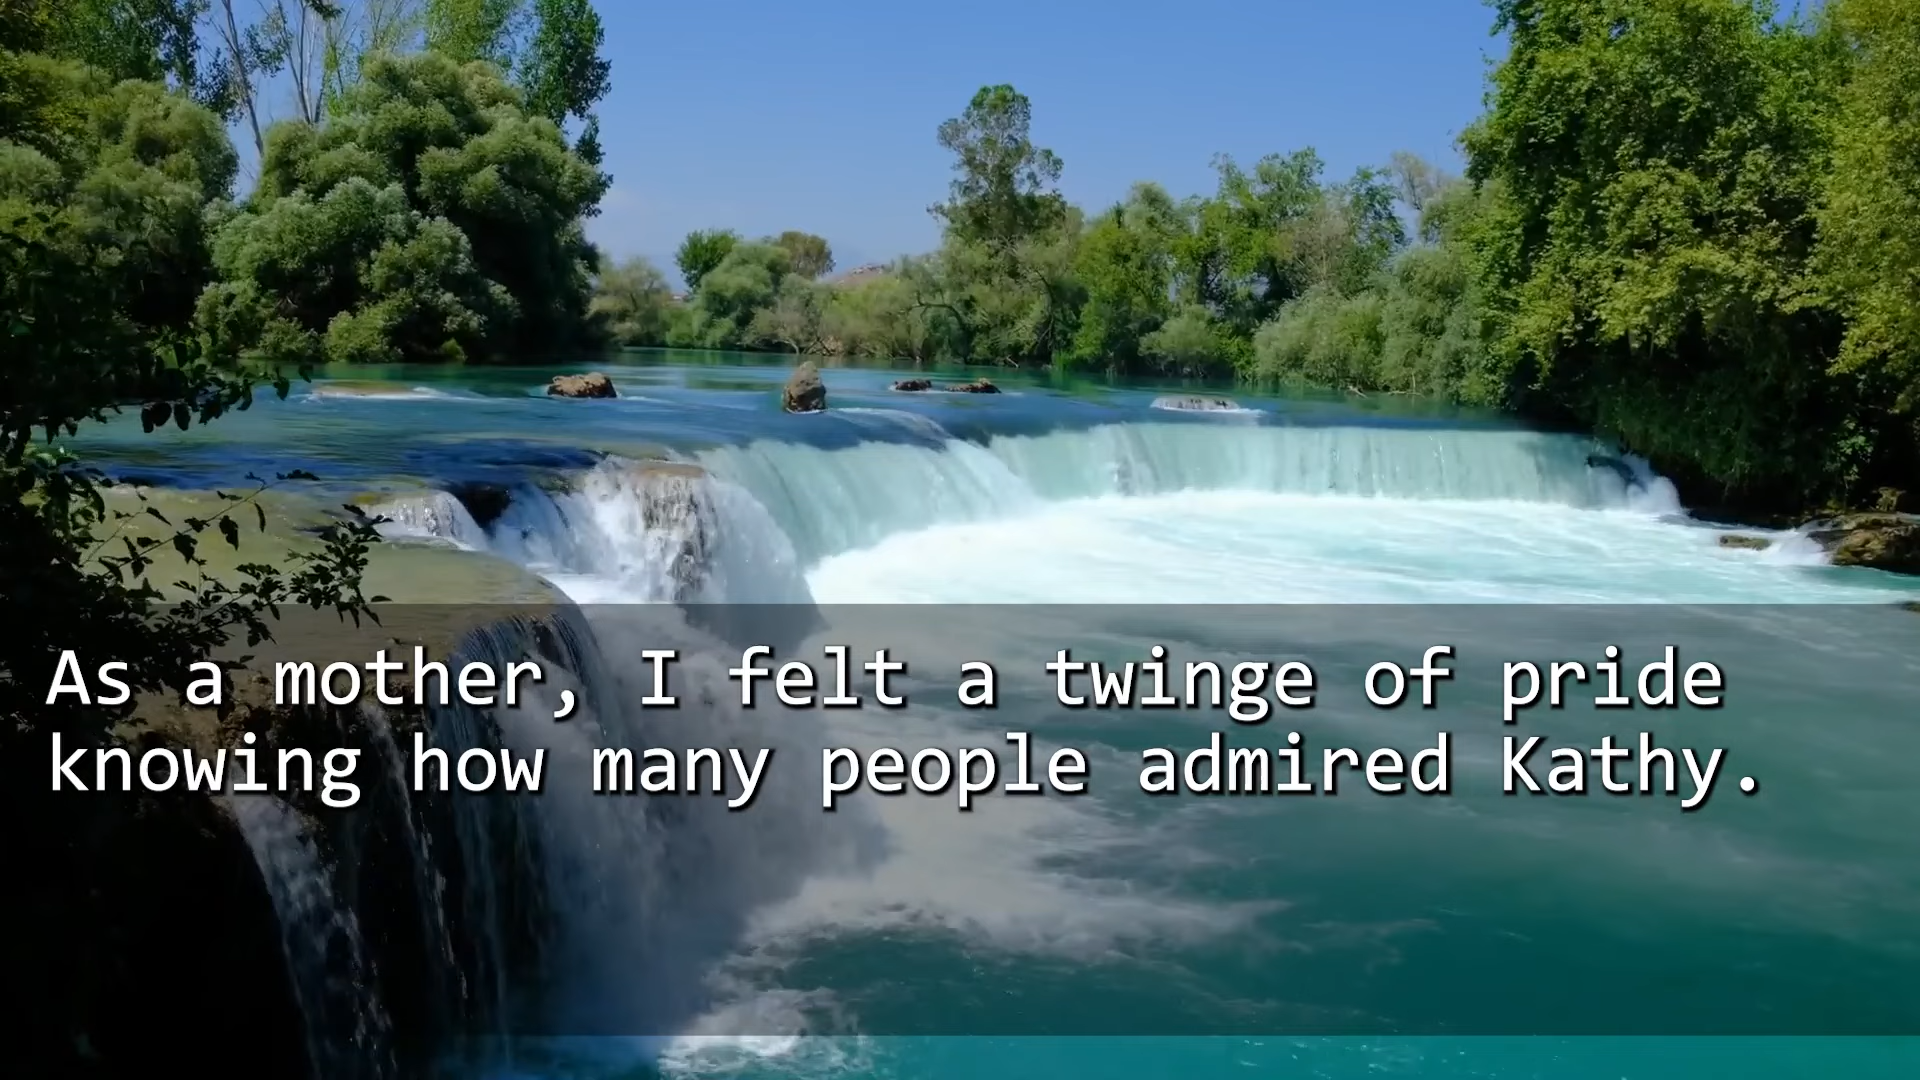 As a mother, I felt a twinge of pride
knowing how many people admired Kathy.